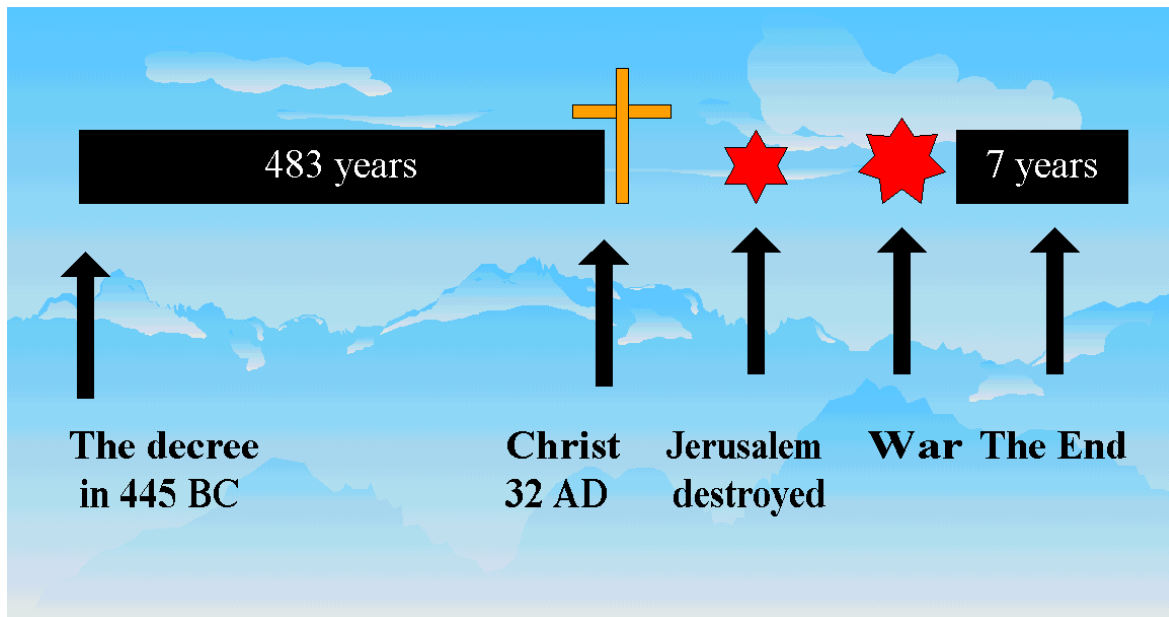 483 years
7 years
The decree
in 445 BC
Christ
32 AD
Jerusalem
destroyed
War
The End